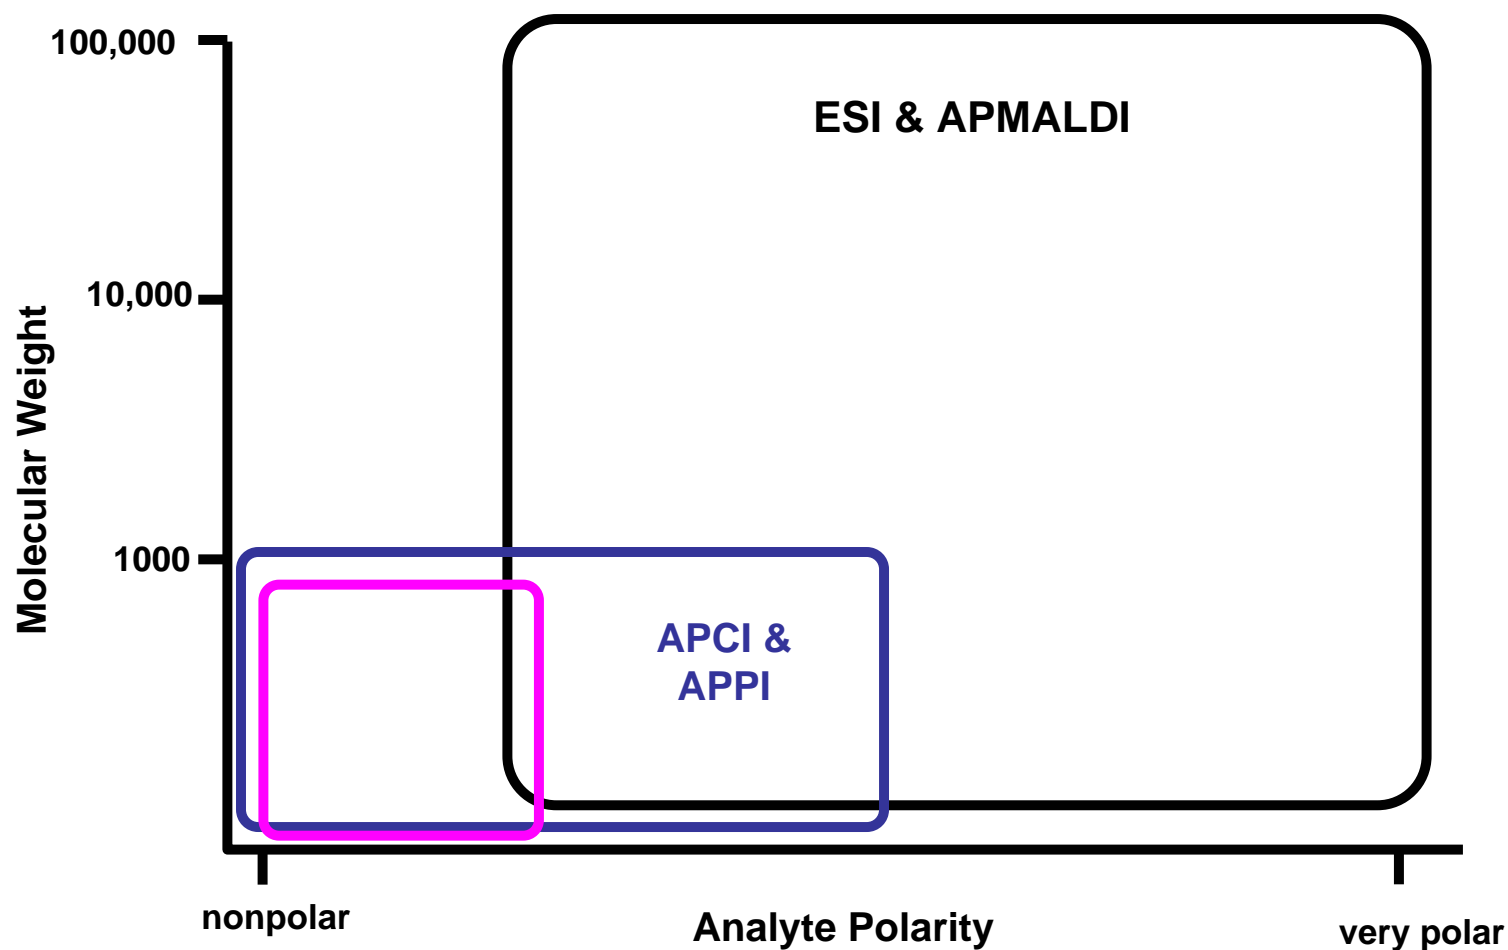 100,000
ESI & APMALDI
10,000
Molecular Weight
1000
APCI &
APPI
nonpolar
Analyte Polarity
very polar